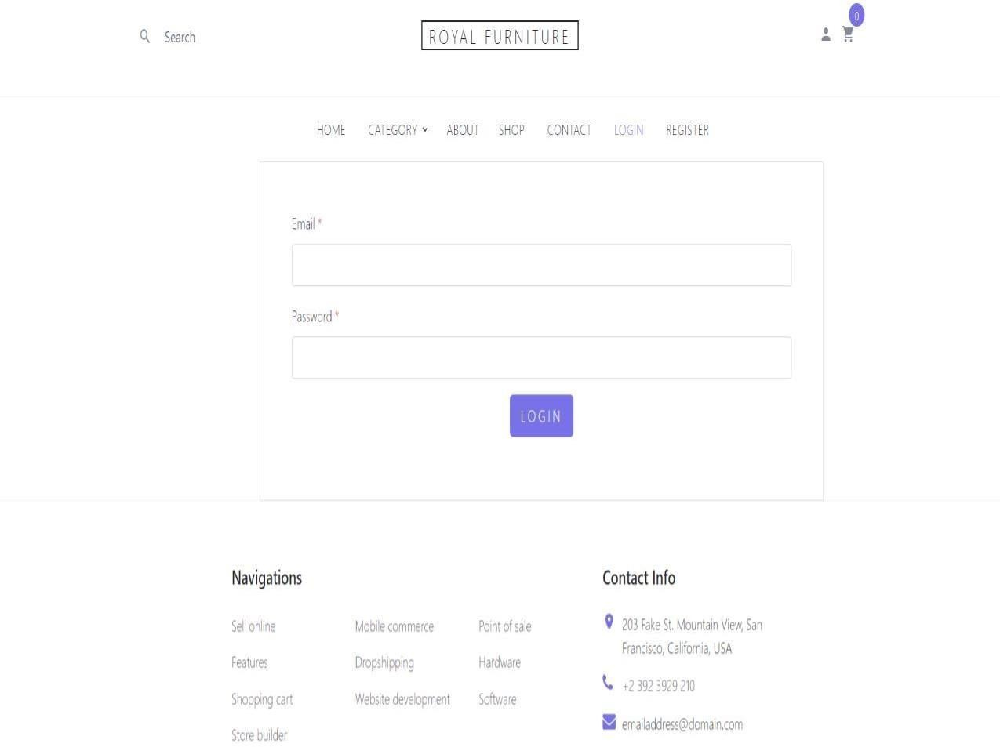 Search
ROYAL FURNITURE
0
HOME CATEGORY ABOUT SHOP CONTACT LOGIN REGISTER
Email *
Password *
LOGIN
Navigations
Sell online
Features
Shopping cart
Store builder
Mobile commerce
Dropshipping
Website development
Point of sale
Hardware
Software
Contact Info
203 Fake St. Mountain View, San
Francisco, California, USA
+2 392 3929 210
emailaddress@domain.com